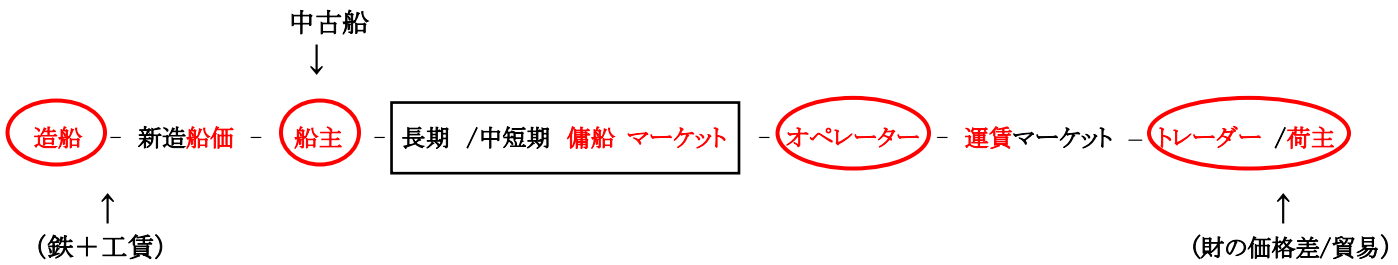 中古船
↓
造船 - 新造船価 - 船主 - 長期 /中短期 傭船 マーケット - オペレーター - 運賃マーケット - トレーダー /荷主
↑ ↑
(鉄＋工賃) (財の価格差/貿易)